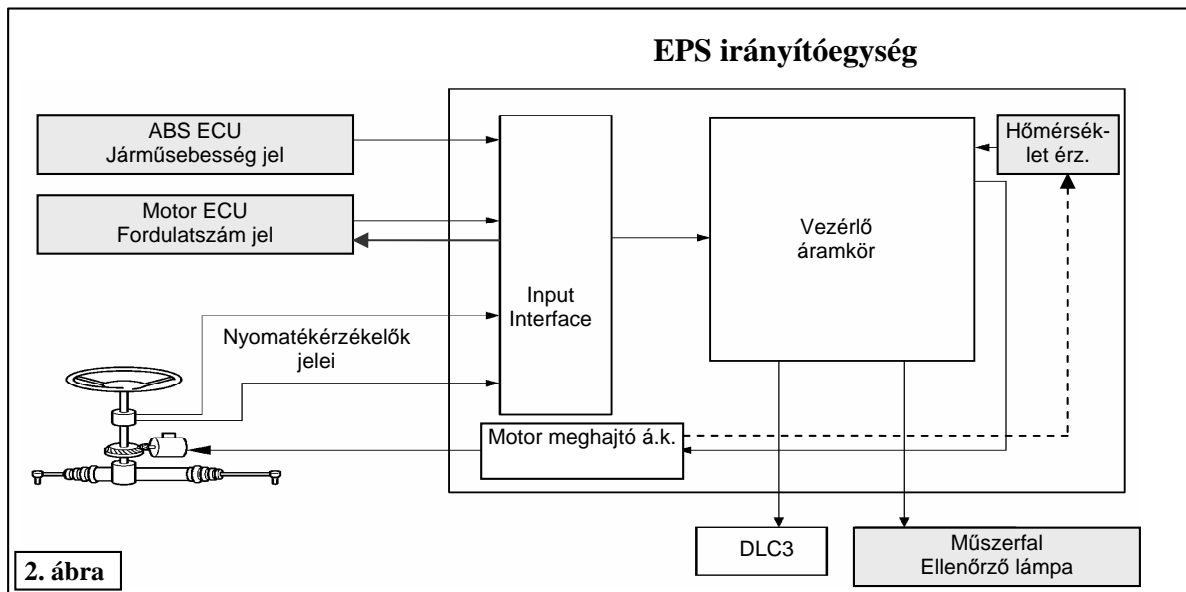 EPS irányítóegység
ABS ECU
Járműsebesség jel
Motor ECU
Fordulatszám jel
Nyomatékérzékelők
jelei
Input
Interface
Vezérlő
áramkör
Hőmérsék-
let érz.
Motor meghajtó á.k.
DLC3
Műszerfal
Ellenőrző lámpa
2. ábra